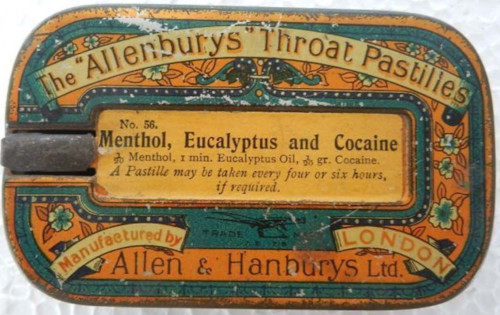 The "Allenburys" Throat Pastilles
No. 56.
Menthol, Eucalyptus and Cocaine
Menthol, 1 min. Eucalyptus Oil, gr. Cocaine.
A Pastille may be taken every four or six hours,
if required.
TRADE
Manufactured by
LONDON
Allen & Hanburys Ltd.